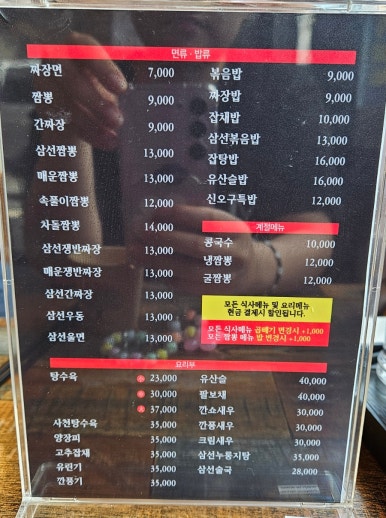 면류 · 밥류
짜장면 7,000
짬뽕 9,000
간짜장 9,000
삼선짬뽕 13,000
매운짬뽕 13,000
속풀이짬뽕 12,000
차돌짬뽕 14,000
삼선쟁반짜장 13,000
매운쟁반짜장 13,000
삼선간짜장 13,000
삼선우동 13,000
삼선울면 13,000
볶음밥 9,000
짜장밥 9,000
잡채밥 10,000
삼선볶음밥 13,000
잡탕밥 16,000
유산슬밥 16,000
신오구톡밥 12,000
계절메뉴
콩국수 10,000
냉짬뽕 12,000
굴짬뽕 12,000
모든 식사메뉴 및 요리메뉴
현금 결제시 할인됩니다.
모든 식사메뉴 곱빼기 변경시 +1,000
모든 짬뽕 메뉴 밥 변경시 +1,000
요리부
탕수육 소 23,000
중 30,000
대 37,000
사천탕수육 35,000
양장피 35,000
고추잡채 35,000
유린기 35,000
깐풍기 35,000
유산슬 40,000
팔보채 40,000
깐쇼새우 30,000
깐풍새우 30,000
크림새우 30,000
삼선누룽지탕 35,000
삼선술국 28,000